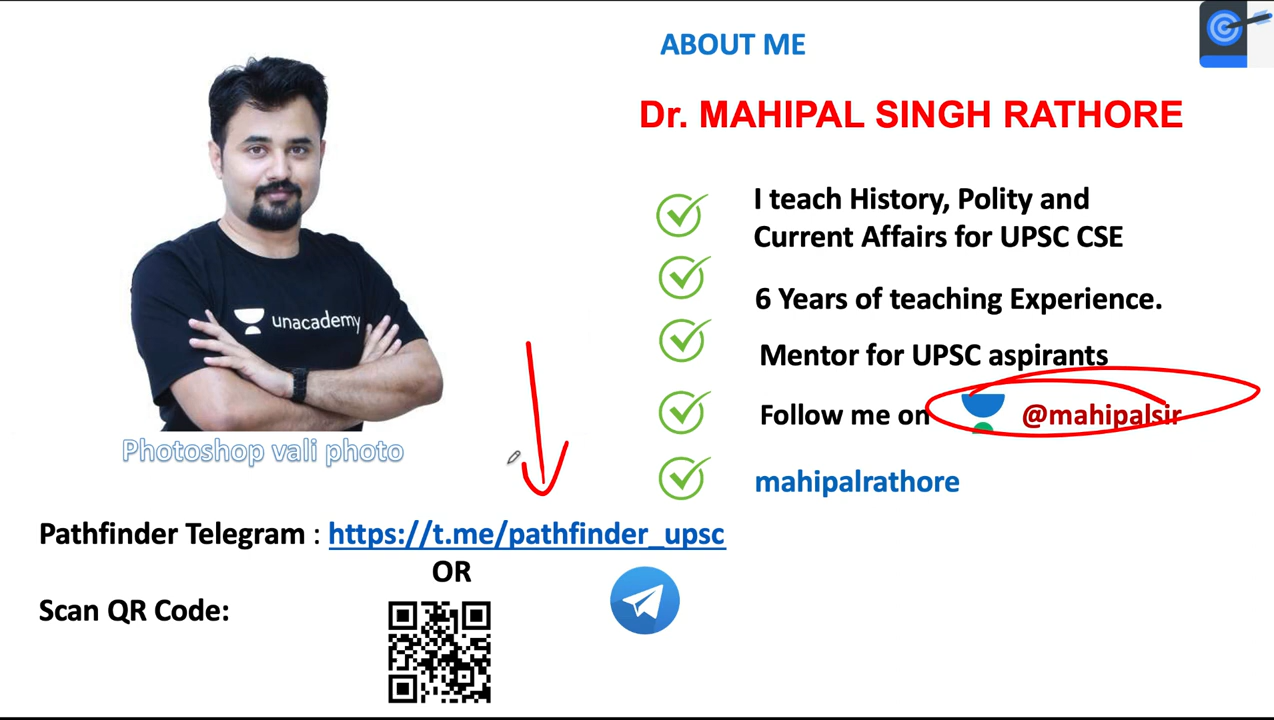 ABOUT ME
Dr. MAHIPAL SINGH RATHORE
I teach History, Polity and
Current Affairs for UPSC CSE
6 Years of teaching Experience.
Mentor for UPSC aspirants
Follow me on @mahipalsir
mahipalrathore
unacademy
Photoshop vali photo
Pathfinder Telegram : https://t.me/pathfinder_upsc
OR
Scan QR Code: